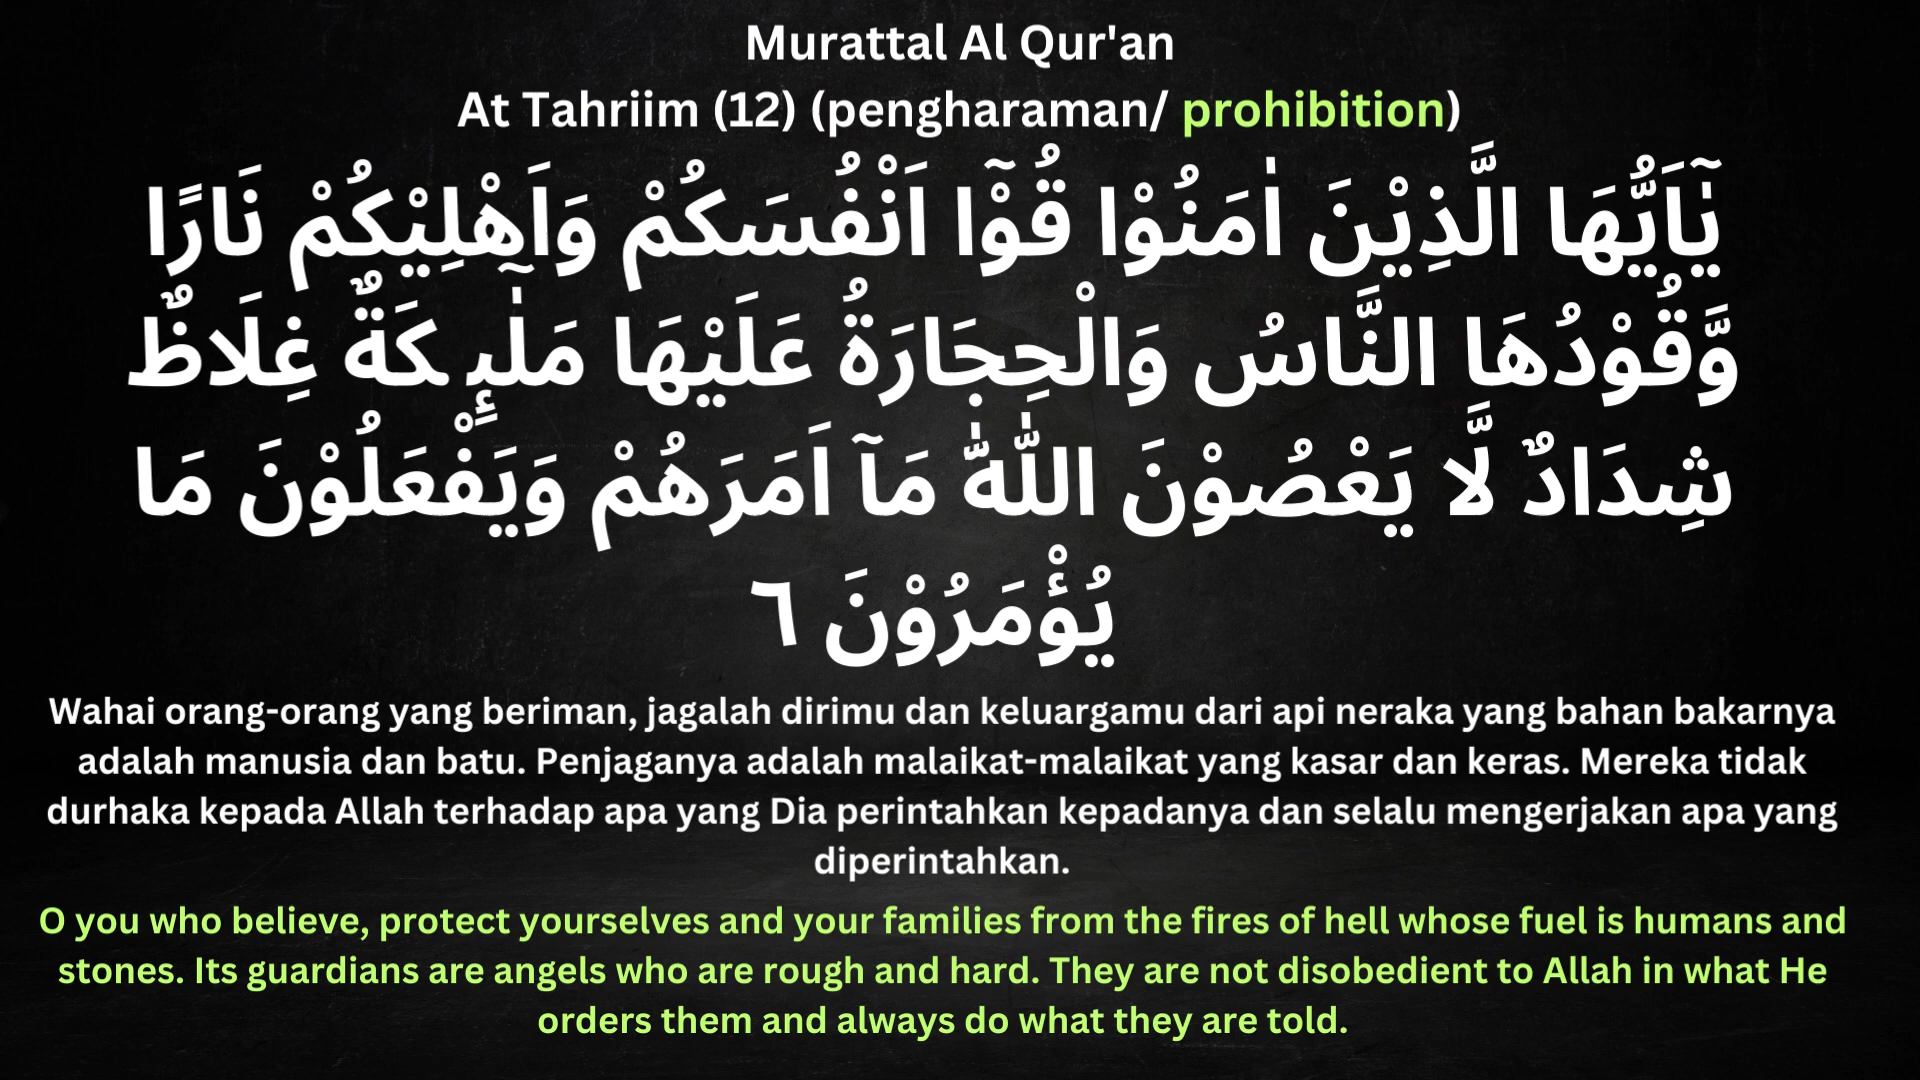 Murattal Al Qur'an
At Tahriim (12) (pengharaman/ prohibition)
يٰٓاَيُّهَا الَّذِيْنَ اٰمَنُوْا قُوْٓا اَنْفُسَكُمْ وَاَهْلِيْكُمْ نَارًا
وَّقُوْدُهَا النَّاسُ وَالْحِجَارَةُ عَلَيْهَا مَلٰۤىِٕكَةٌ غِلَاظٌ
شِدَادٌ لَّا يَعْصُوْنَ اللّٰهَ مَآ اَمَرَهُمْ وَيَفْعَلُوْنَ مَا
يُؤْمَرُوْنَ ٦
Wahai orang-orang yang beriman, jagalah dirimu dan keluargamu dari api neraka yang bahan bakarnya
adalah manusia dan batu. Penjaganya adalah malaikat-malaikat yang kasar dan keras. Mereka tidak
durhaka kepada Allah terhadap apa yang Dia perintahkan kepadanya dan selalu mengerjakan apa yang
diperintahkan.
O you who believe, protect yourselves and your families from the fires of hell whose fuel is humans and
stones. Its guardians are angels who are rough and hard. They are not disobedient to Allah in what He
orders them and always do what they are told.